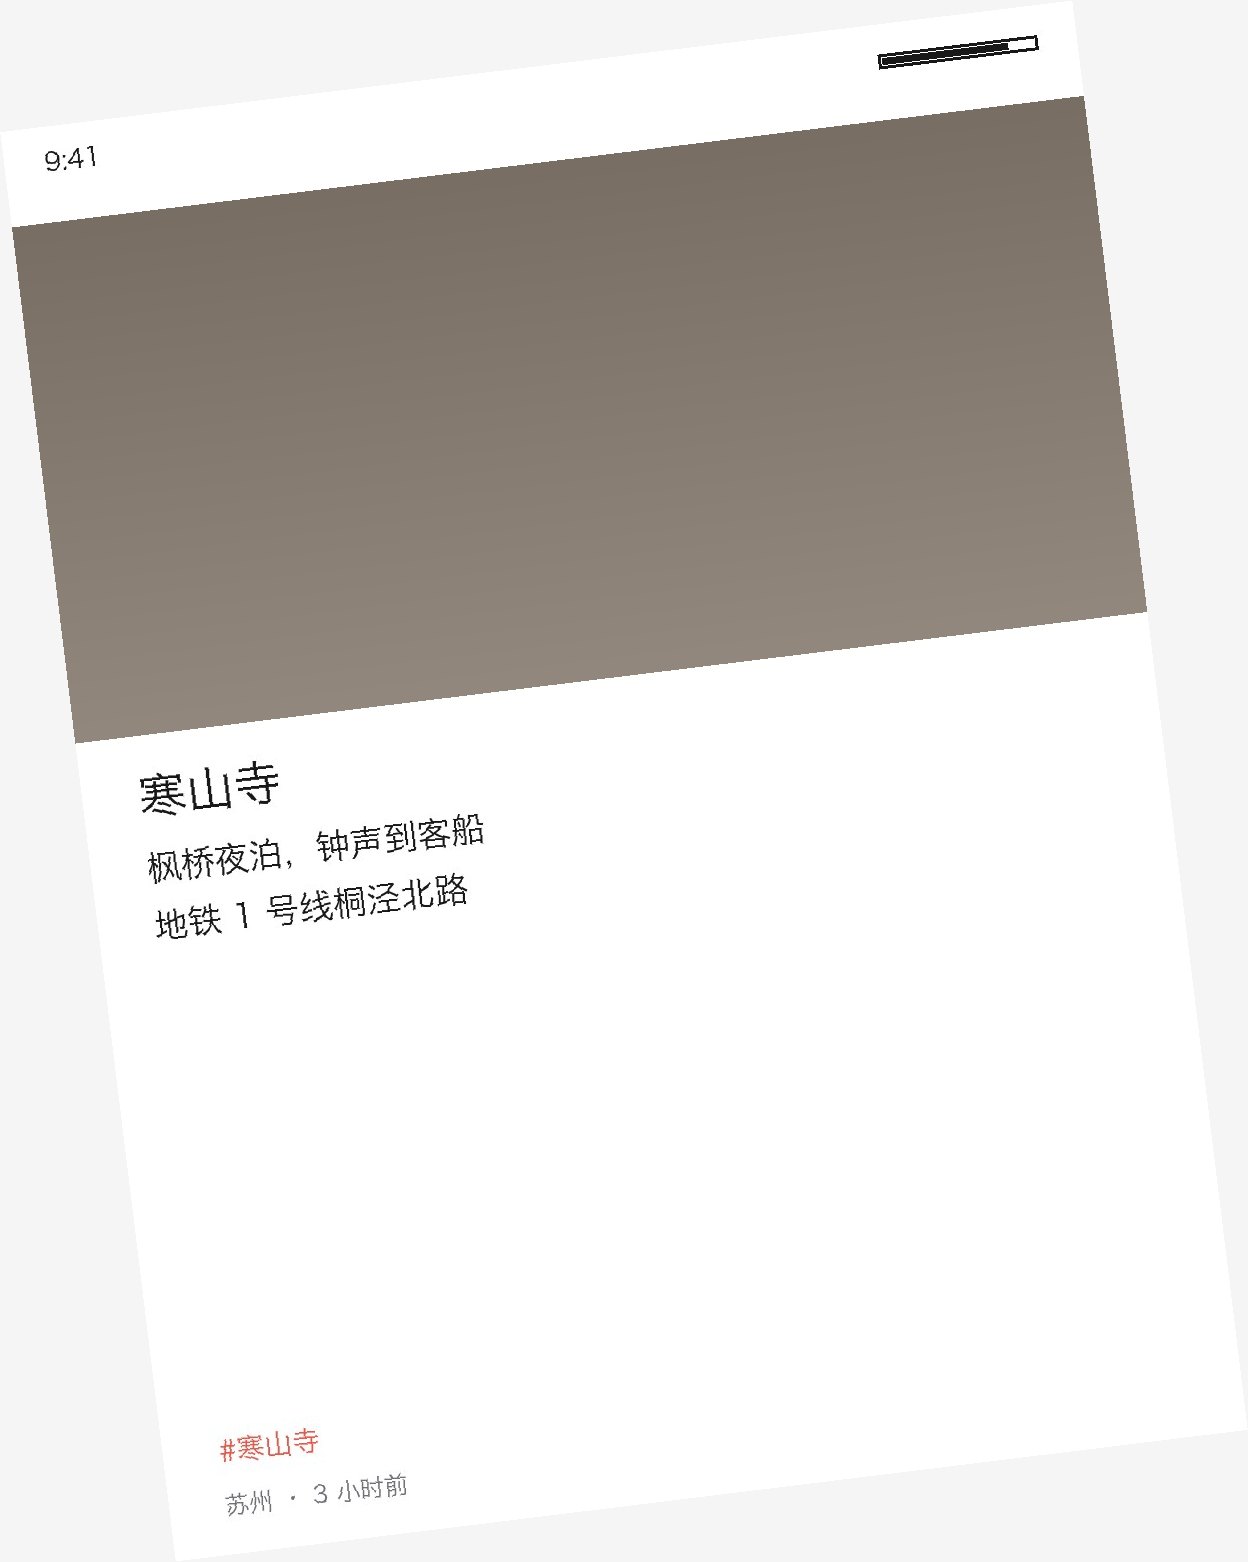 9:41
寒山寺
枫桥夜泊，钟声到客船
地铁 1 号线桐泾北路
#寒山寺
苏州 · 3 小时前